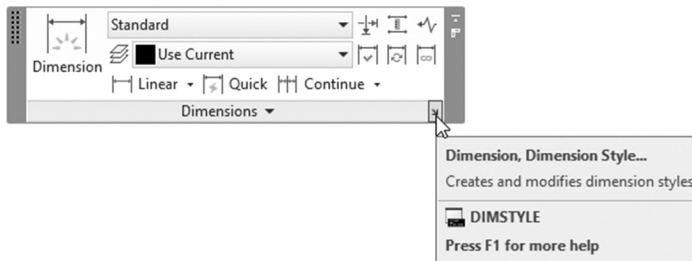 Standard
Use Current
Dimension
Linear Quick Continue
Dimensions
Dimension, Dimension Style...
Creates and modifies dimension styles
DIMSTYLE
Press F1 for more help